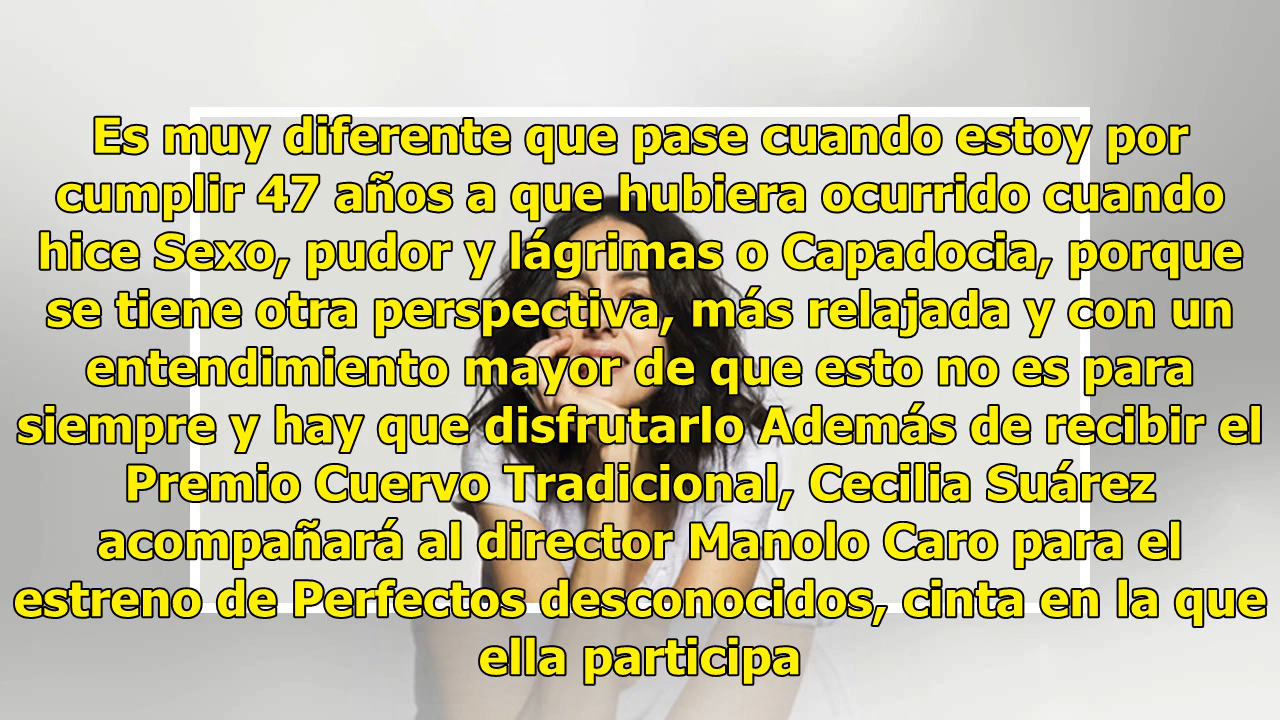 Es muy diferente que pase cuando estoy por
cumplir 47 años a que hubiera ocurrido cuando
hice Sexo, pudor y lágrimas o Capadocia, porque
se tiene otra perspectiva, más relajada y con un
entendimiento mayor de que esto no es para
siempre y hay que disfrutarlo Además de recibir el
Premio Cuervo Tradicional, Cecilia Suárez
acompañará al director Manolo Caro para el
estreno de Perfectos desconocidos, cinta en la que
ella participa